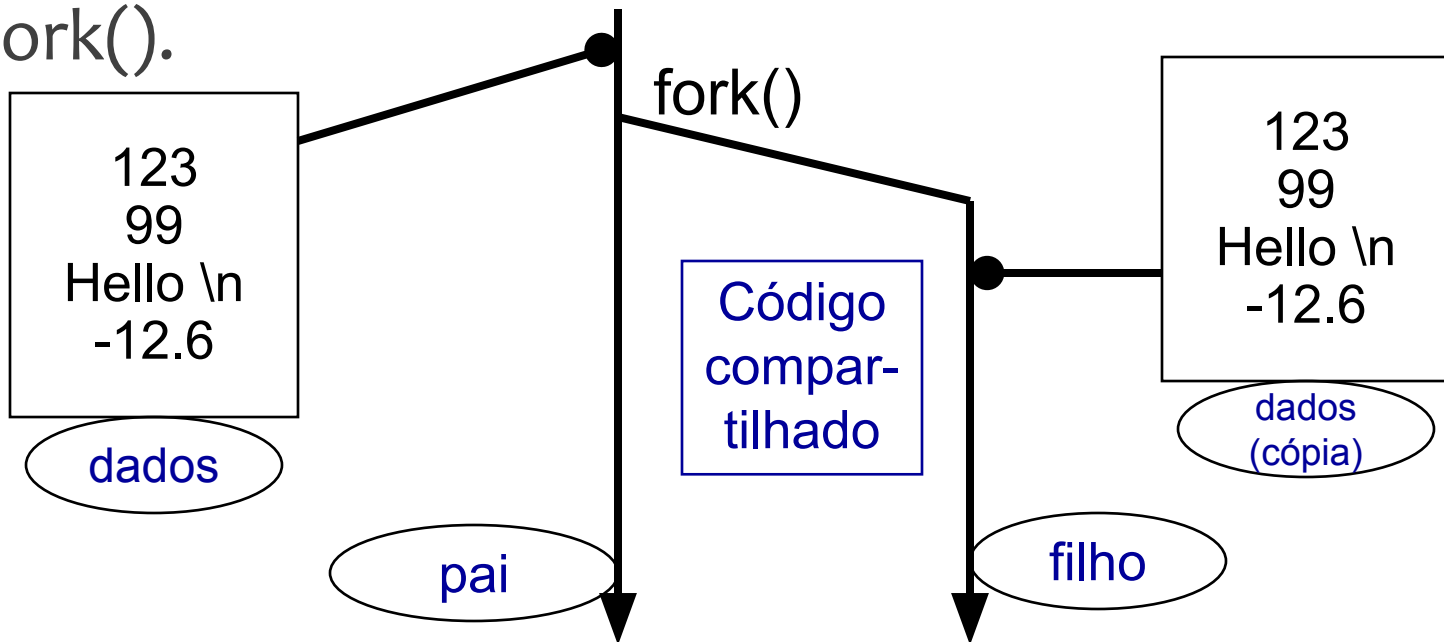 ork().
fork()
123
99
Hello \n
-12.6
dados
123
99
Hello \n
-12.6
dados
(cópia)
Código
compar-
tilhado
pai
filho